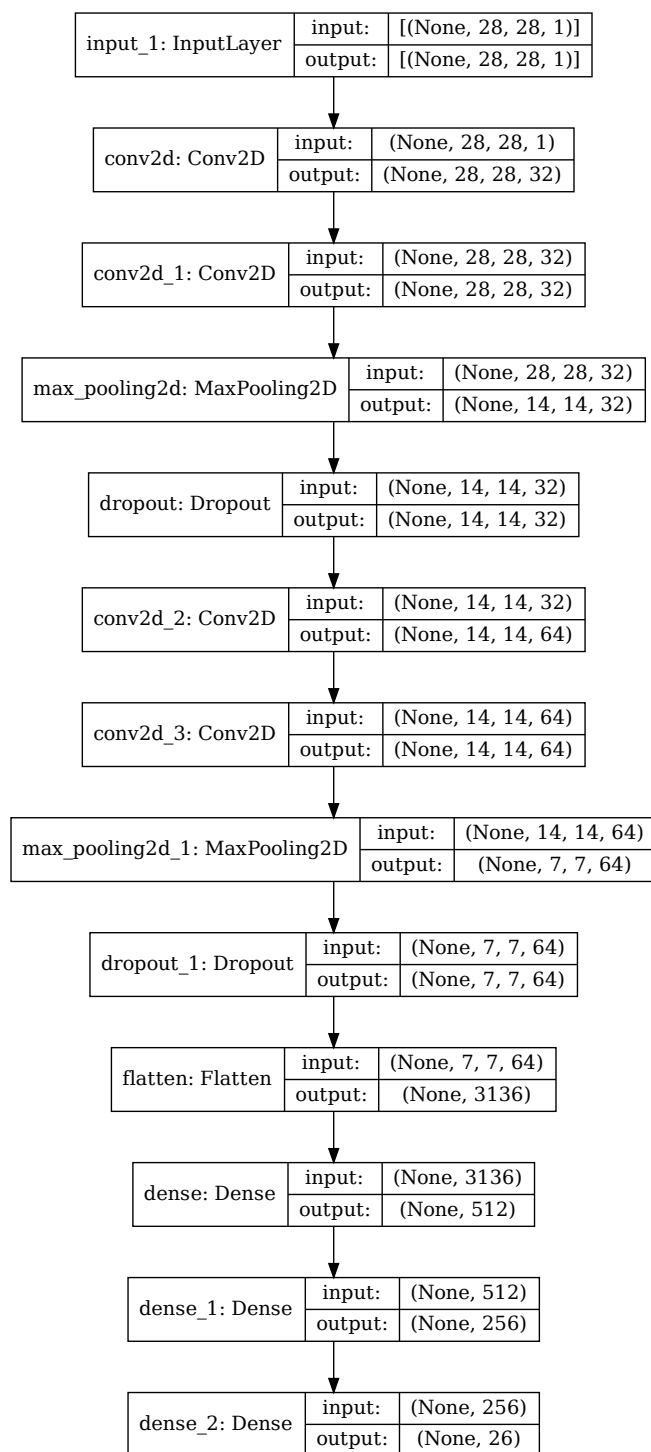 input_1: InputLayer input: [(None, 28, 28, 1)]
output: [(None, 28, 28, 1)]
conv2d: Conv2D input: (None, 28, 28, 1)
output: (None, 28, 28, 32)
conv2d_1: Conv2D input: (None, 28, 28, 32)
output: (None, 28, 28, 32)
max_pooling2d: MaxPooling2D input: (None, 28, 28, 32)
output: (None, 14, 14, 32)
dropout: Dropout input: (None, 14, 14, 32)
output: (None, 14, 14, 32)
conv2d_2: Conv2D input: (None, 14, 14, 32)
output: (None, 14, 14, 64)
conv2d_3: Conv2D input: (None, 14, 14, 64)
output: (None, 14, 14, 64)
max_pooling2d_1: MaxPooling2D input: (None, 14, 14, 64)
output: (None, 7, 7, 64)
dropout_1: Dropout input: (None, 7, 7, 64)
output: (None, 7, 7, 64)
flatten: Flatten input: (None, 7, 7, 64)
output: (None, 3136)
dense: Dense input: (None, 3136)
output: (None, 512)
dense_1: Dense input: (None, 512)
output: (None, 256)
dense_2: Dense input: (None, 256)
output: (None, 26)